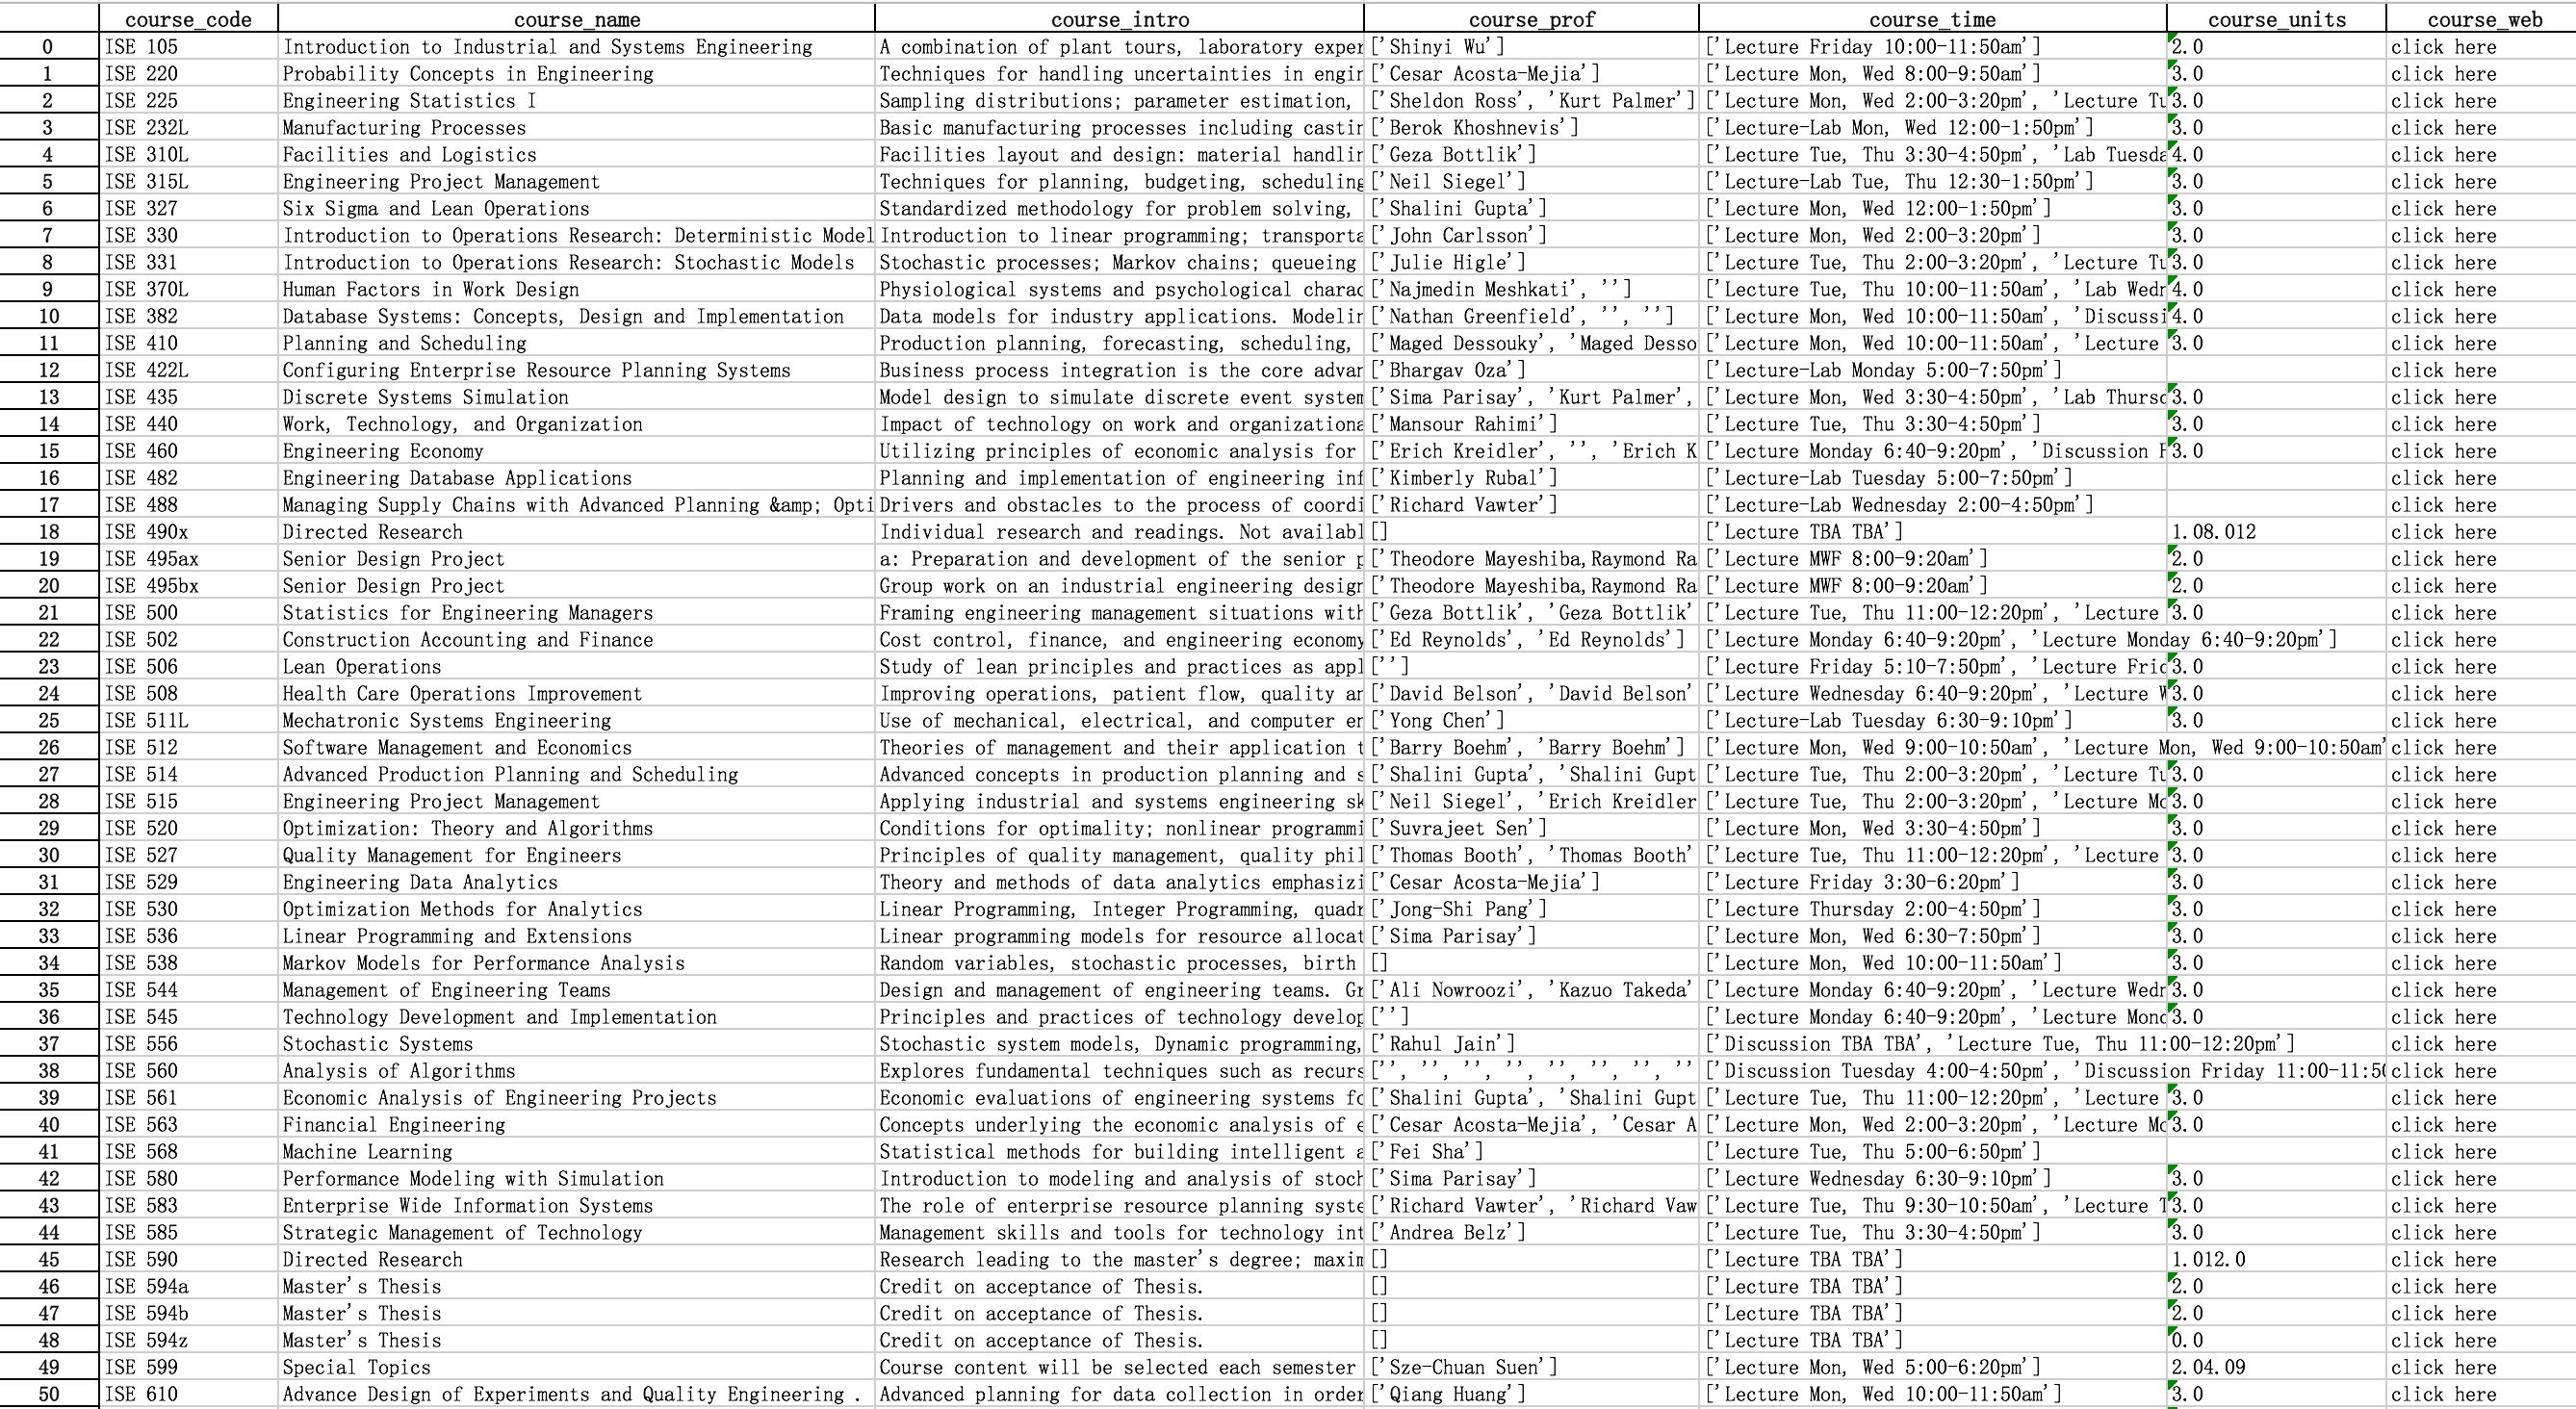 course_code course_name course_intro course_prof course_time course_units course_web
0 ISE 105 Introduction to Industrial and Systems Engineering A combination of plant tours, laboratory exper ['Shinyi Wu'] ['Lecture Friday 10:00-11:50am'] 2.0 click here
1 ISE 220 Probability Concepts in Engineering Techniques for handling uncertainties in engir ['Cesar Acosta-Mejia'] ['Lecture Mon, Wed 8:00-9:50am'] 3.0 click here
2 ISE 225 Engineering Statistics I Sampling distributions; parameter estimation, ['Sheldon Ross', 'Kurt Palmer'] ['Lecture Mon, Wed 2:00-3:20pm', 'Lecture Tu 3.0 click here
3 ISE 232L Manufacturing Processes Basic manufacturing processes including castir ['Berok Khoshnevis'] ['Lecture-Lab Mon, Wed 12:00-1:50pm'] 3.0 click here
4 ISE 310L Facilities and Logistics Facilities layout and design: material handlir ['Geza Bottlik'] ['Lecture Tue, Thu 3:30-4:50pm', 'Lab Tuesda 4.0 click here
5 ISE 315L Engineering Project Management Techniques for planning, budgeting, scheduling ['Neil Siegel'] ['Lecture-Lab Tue, Thu 12:30-1:50pm'] 3.0 click here
6 ISE 327 Six Sigma and Lean Operations Standardized methodology for problem solving, ['Shalini Gupta'] ['Lecture Mon, Wed 12:00-1:50pm'] 3.0 click here
7 ISE 330 Introduction to Operations Research: Deterministic Model Introduction to linear programming; transporta ['John Carlsson'] ['Lecture Mon, Wed 2:00-3:20pm'] 3.0 click here
8 ISE 331 Introduction to Operations Research: Stochastic Models Stochastic processes; Markov chains; queueing ['Julie Higle'] ['Lecture Tue, Thu 2:00-3:20pm', 'Lecture Tu 3.0 click here
9 ISE 370L Human Factors in Work Design Physiological systems and psychological charac ['Najmedin Meshkati', ''] ['Lecture Tue, Thu 10:00-11:50am', 'Lab Wedr 4.0 click here
10 ISE 382 Database Systems: Concepts, Design and Implementation Data models for industry applications. Modelir ['Nathan Greenfield', '', ''] ['Lecture Mon, Wed 10:00-11:50am', 'Discussi 4.0 click here
11 ISE 410 Planning and Scheduling Production planning, forecasting, scheduling, ['Maged Dessouky', 'Maged Desso ['Lecture Mon, Wed 10:00-11:50am', 'Lecture 3.0 click here
12 ISE 422L Configuring Enterprise Resource Planning Systems Business process integration is the core advar ['Bhargav Oza'] ['Lecture-Lab Monday 5:00-7:50pm'] click here
13 ISE 435 Discrete Systems Simulation Model design to simulate discrete event system ['Sima Parisay', 'Kurt Palmer', ['Lecture Mon, Wed 3:30-4:50pm', 'Lab Thursd 3.0 click here
14 ISE 440 Work, Technology, and Organization Impact of technology on work and organizationa ['Mansour Rahimi'] ['Lecture Tue, Thu 3:30-4:50pm'] 3.0 click here
15 ISE 460 Engineering Economy Utilizing principles of economic analysis for ['Erich Kreidler', '', 'Erich K ['Lecture Monday 6:40-9:20pm', 'Discussion F 3.0 click here
16 ISE 482 Engineering Database Applications Planning and implementation of engineering inf ['Kimberly Rubal'] ['Lecture-Lab Tuesday 5:00-7:50pm'] click here
17 ISE 488 Managing Supply Chains with Advanced Planning &amp; Opti Drivers and obstacles to the process of coordi ['Richard Vawter'] ['Lecture-Lab Wednesday 2:00-4:50pm'] click here
18 ISE 490x Directed Research Individual research and readings. Not availabl [] ['Lecture TBA TBA'] 1.08.012 click here
19 ISE 495ax Senior Design Project a: Preparation and development of the senior p ['Theodore Mayeshiba,Raymond Ra ['Lecture MWF 8:00-9:20am'] 2.0 click here
20 ISE 495bx Senior Design Project Group work on an industrial engineering design ['Theodore Mayeshiba,Raymond Ra ['Lecture MWF 8:00-9:20am'] 2.0 click here
21 ISE 500 Statistics for Engineering Managers Framing engineering management situations with ['Geza Bottlik', 'Geza Bottlik' ['Lecture Tue, Thu 11:00-12:20pm', 'Lecture 3.0 click here
22 ISE 502 Construction Accounting and Finance Cost control, finance, and engineering economy ['Ed Reynolds', 'Ed Reynolds'] ['Lecture Monday 6:40-9:20pm', 'Lecture Monday 6:40-9:20pm'] click here
23 ISE 506 Lean Operations Study of lean principles and practices as appl [''] ['Lecture Friday 5:10-7:50pm', 'Lecture Fric 3.0 click here
24 ISE 508 Health Care Operations Improvement Improving operations, patient flow, quality ar ['David Belson', 'David Belson' ['Lecture Wednesday 6:40-9:20pm', 'Lecture W 3.0 click here
25 ISE 511L Mechatronic Systems Engineering Use of mechanical, electrical, and computer er ['Yong Chen'] ['Lecture-Lab Tuesday 6:30-9:10pm'] 3.0 click here
26 ISE 512 Software Management and Economics Theories of management and their application t ['Barry Boehm', 'Barry Boehm'] ['Lecture Mon, Wed 9:00-10:50am', 'Lecture Mon, Wed 9:00-10:50am' click here
27 ISE 514 Advanced Production Planning and Scheduling Advanced concepts in production planning and s ['Shalini Gupta', 'Shalini Gupt ['Lecture Tue, Thu 2:00-3:20pm', 'Lecture Tu 3.0 click here
28 ISE 515 Engineering Project Management Applying industrial and systems engineering sk ['Neil Siegel', 'Erich Kreidler ['Lecture Tue, Thu 2:00-3:20pm', 'Lecture Mo 3.0 click here
29 ISE 520 Optimization: Theory and Algorithms Conditions for optimality; nonlinear programmi ['Suvrajeet Sen'] ['Lecture Mon, Wed 3:30-4:50pm'] 3.0 click here
30 ISE 527 Quality Management for Engineers Principles of quality management, quality phil ['Thomas Booth', 'Thomas Booth' ['Lecture Tue, Thu 11:00-12:20pm', 'Lecture 3.0 click here
31 ISE 529 Engineering Data Analytics Theory and methods of data analytics emphasizi ['Cesar Acosta-Mejia'] ['Lecture Friday 3:30-6:20pm'] 3.0 click here
32 ISE 530 Optimization Methods for Analytics Linear Programming, Integer Programming, quadr ['Jong-Shi Pang'] ['Lecture Thursday 2:00-4:50pm'] 3.0 click here
33 ISE 536 Linear Programming and Extensions Linear programming models for resource allocat ['Sima Parisay'] ['Lecture Mon, Wed 6:30-7:50pm'] 3.0 click here
34 ISE 538 Markov Models for Performance Analysis Random variables, stochastic processes, birth [] ['Lecture Mon, Wed 10:00-11:50am'] 3.0 click here
35 ISE 544 Management of Engineering Teams Design and management of engineering teams. Gr ['Ali Nowroozi', 'Kazuo Takeda' ['Lecture Monday 6:40-9:20pm', 'Lecture Wedr 3.0 click here
36 ISE 545 Technology Development and Implementation Principles and practices of technology develop [''] ['Lecture Monday 6:40-9:20pm', 'Lecture Monc 3.0 click here
37 ISE 556 Stochastic Systems Stochastic system models, Dynamic programming, ['Rahul Jain'] ['Discussion TBA TBA', 'Lecture Tue, Thu 11:00-12:20pm'] click here
38 ISE 560 Analysis of Algorithms Explores fundamental techniques such as recurs ['', '', '', '', '', '', '', '' ['Discussion Tuesday 4:00-4:50pm', 'Discussion Friday 11:00-11:50 click here
39 ISE 561 Economic Analysis of Engineering Projects Economic evaluations of engineering systems fo ['Shalini Gupta', 'Shalini Gupt ['Lecture Tue, Thu 11:00-12:20pm', 'Lecture 3.0 click here
40 ISE 563 Financial Engineering Concepts underlying the economic analysis of e ['Cesar Acosta-Mejia', 'Cesar A ['Lecture Mon, Wed 2:00-3:20pm', 'Lecture Mo 3.0 click here
41 ISE 568 Machine Learning Statistical methods for building intelligent a ['Fei Sha'] ['Lecture Tue, Thu 5:00-6:50pm'] click here
42 ISE 580 Performance Modeling with Simulation Introduction to modeling and analysis of stoch ['Sima Parisay'] ['Lecture Wednesday 6:30-9:10pm'] 3.0 click here
43 ISE 583 Enterprise Wide Information Systems The role of enterprise resource planning syste ['Richard Vawter', 'Richard Vaw ['Lecture Tue, Thu 9:30-10:50am', 'Lecture T 3.0 click here
44 ISE 585 Strategic Management of Technology Management skills and tools for technology int ['Andrea Belz'] ['Lecture Tue, Thu 3:30-4:50pm'] 3.0 click here
45 ISE 590 Directed Research Research leading to the master's degree; maxim [] ['Lecture TBA TBA'] 1.012.0 click here
46 ISE 594a Master's Thesis Credit on acceptance of Thesis. [] ['Lecture TBA TBA'] 2.0 click here
47 ISE 594b Master's Thesis Credit on acceptance of Thesis. [] ['Lecture TBA TBA'] 2.0 click here
48 ISE 594z Master's Thesis Credit on acceptance of Thesis. [] ['Lecture TBA TBA'] 0.0 click here
49 ISE 599 Special Topics Course content will be selected each semester ['Sze-Chuan Suen'] ['Lecture Mon, Wed 5:00-6:20pm'] 2.04.09 click here
50 ISE 610 Advance Design of Experiments and Quality Engineering . Advanced planning for data collection in order ['Qiang Huang'] ['Lecture Mon, Wed 10:00-11:50am'] 3.0 click here